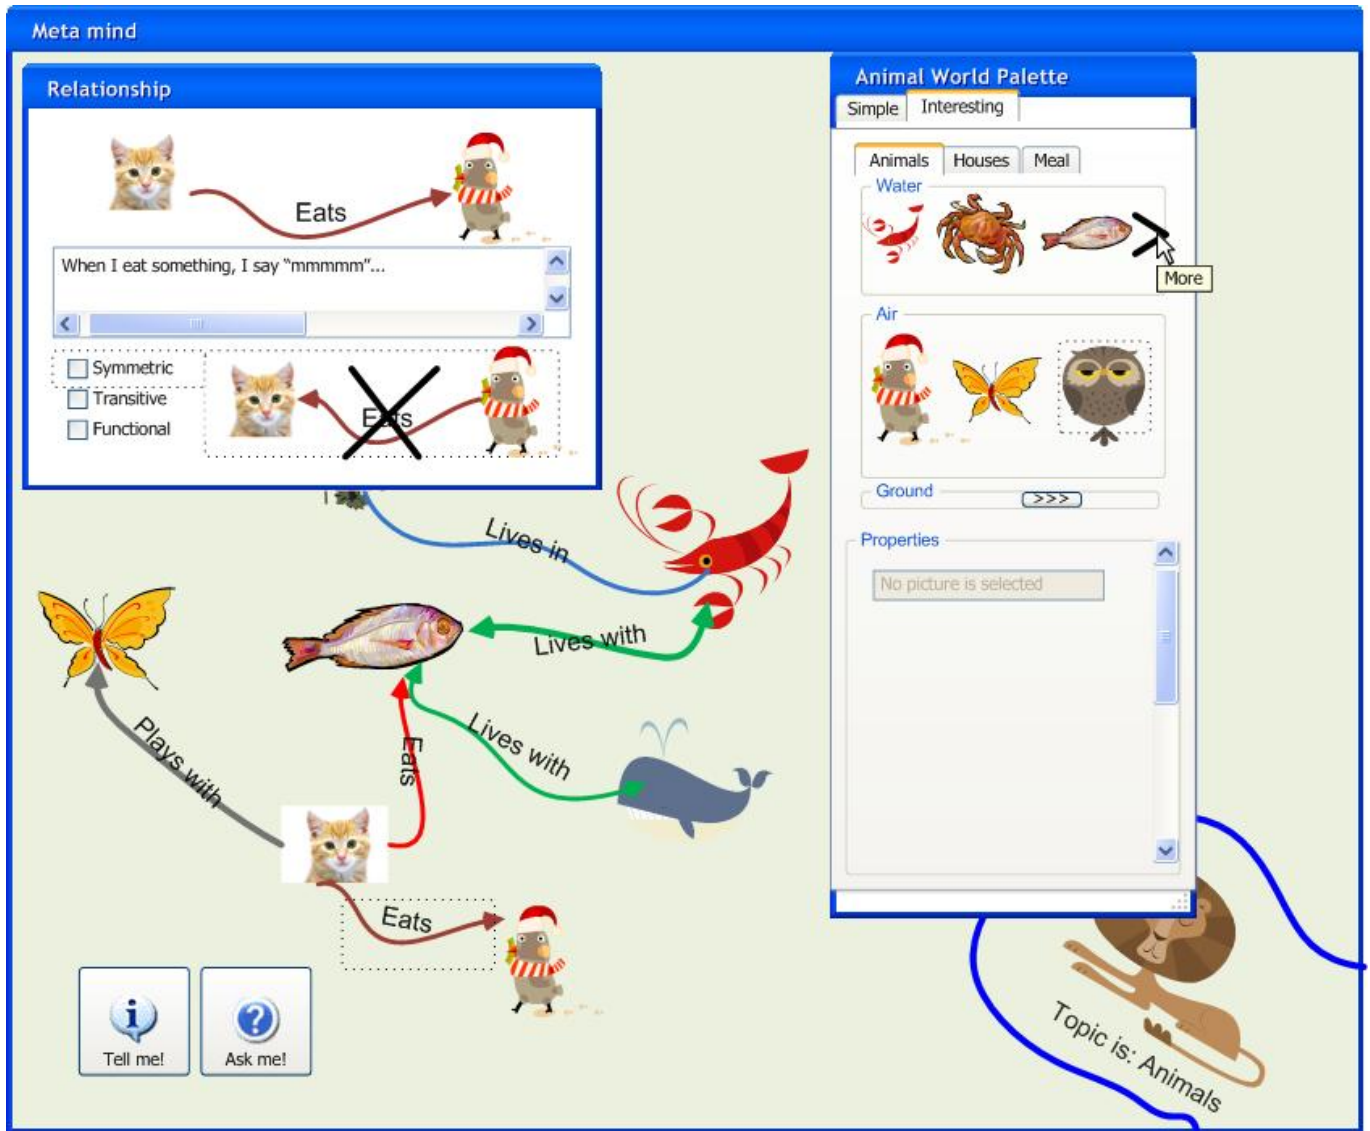 Meta mind
Relationship
Eats
When I eat something, I say “mmmmm”...
Symmetric
Transitive
Functional
Eats
Animal World Palette
Simple
Interesting
Animals
Houses
Meal
Water
More
Air
Ground
>>>
Properties
No picture is selected
Lives in
Lives with
Lives with
Eats
Plays with
Eats
Tell me!
Ask me!
Topic is: Animals